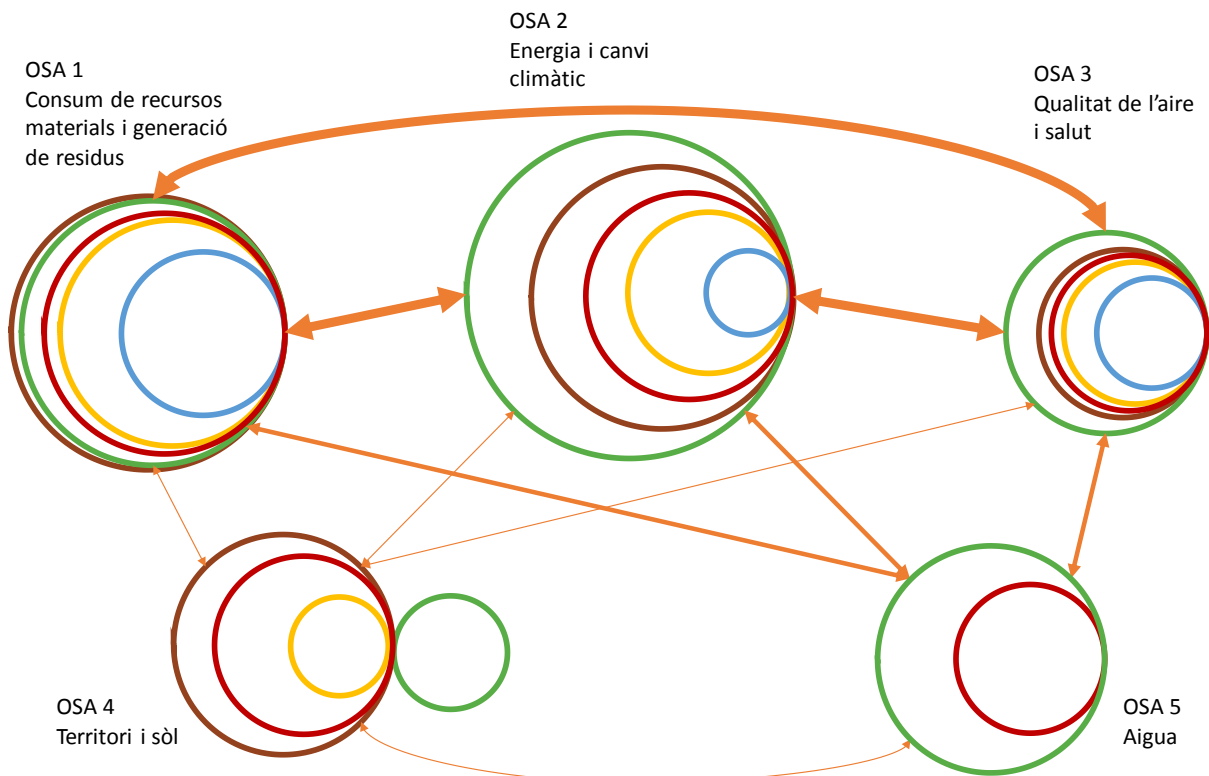 OSA 1
Consum de recursos
materials i generació
de residus
OSA 2
Energia i canvi
climàtic
OSA 3
Qualitat de l’aire
i salut
OSA 4
Territori i sòl
OSA 5
Aigua